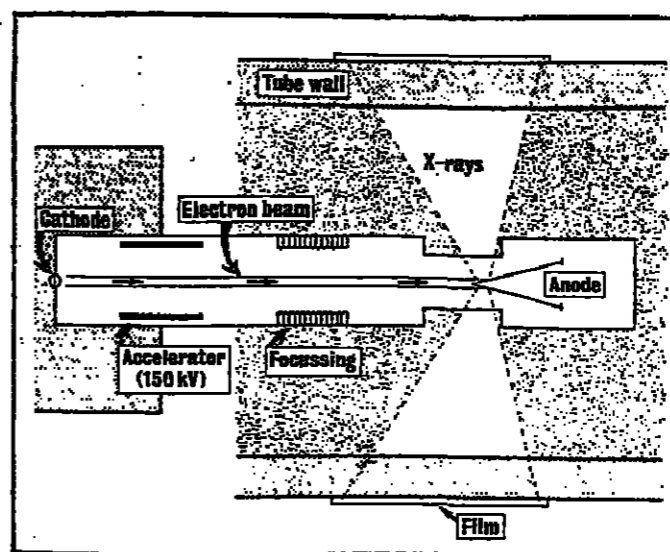 Tube wall
X-rays
Electron beam
Cathode
Anode
Accelerator
(150 kV)
Focussing
Film